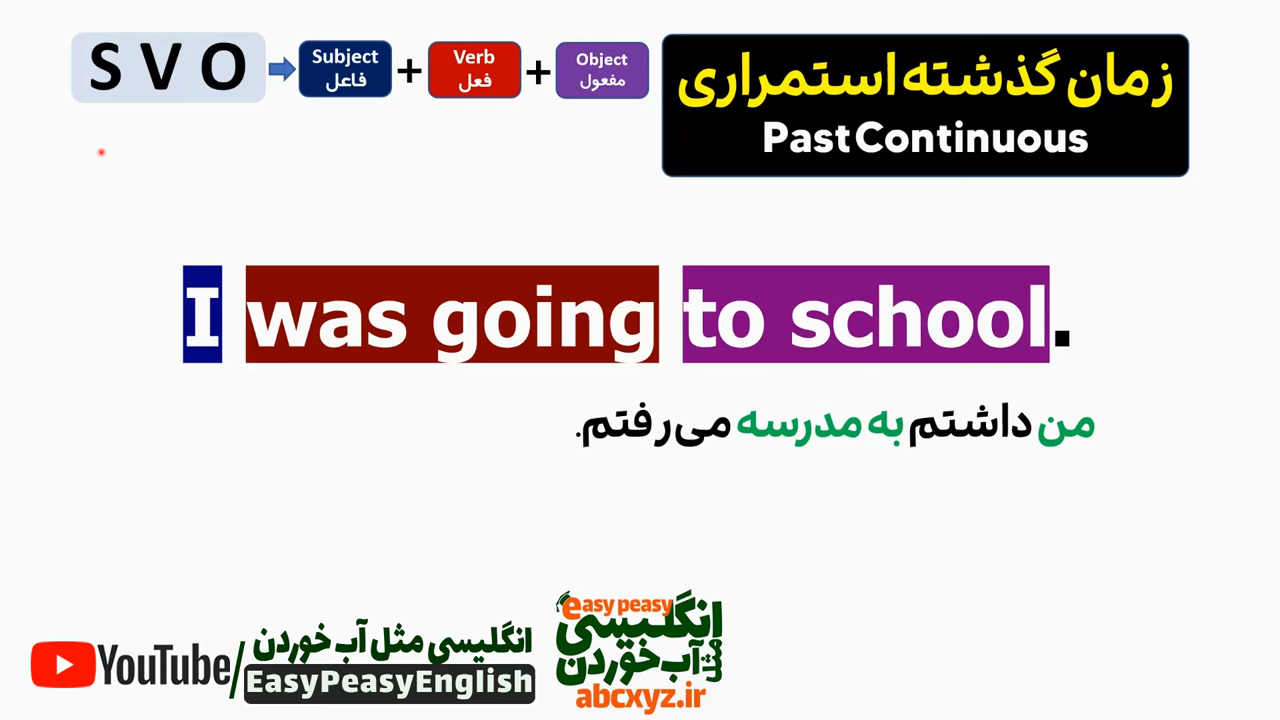 S V O
Subject
فاعل
+
Verb
فعل
+
Object
مفعول
زمان گذشته استمراری
Past Continuous
I was going to school.
من داشتم به مدرسه می‌رفتم.
YouTube/
انگلیسی مثل آب خوردن
EasyPeasyEnglish
easy peasy
انگلیسی
مثل
آب خوردن
abcxyz.ir